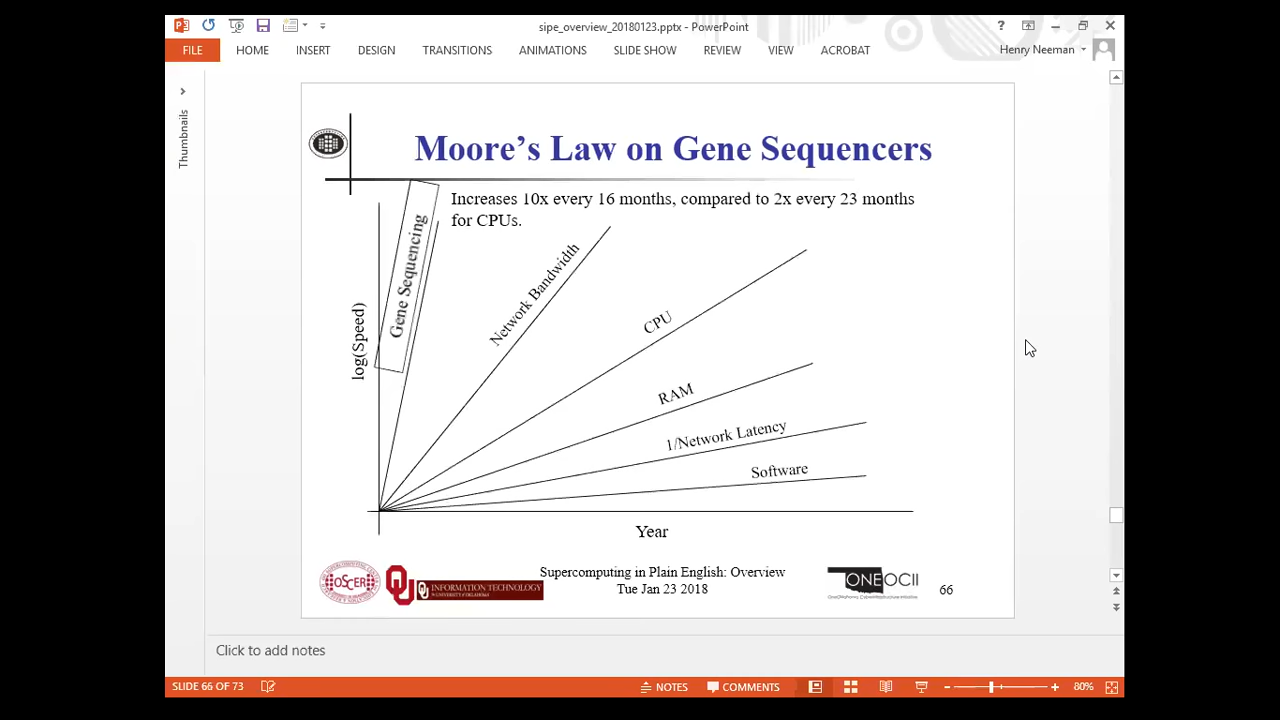 sipe_overview_20180123.pptx - PowerPoint
FILE HOME INSERT DESIGN TRANSITIONS ANIMATIONS SLIDE SHOW REVIEW VIEW ACROBAT Henry Neeman
Thumbnails
Moore's Law on Gene Sequencers
Increases 10x every 16 months, compared to 2x every 23 months
for CPUs.
Gene Sequencing
Network Bandwidth
CPU
log(Speed)
RAM
1/Network Latency
Software
Year
OSCER
INFORMATION TECHNOLOGY
Supercomputing in Plain English: Overview
Tue Jan 23 2018
ONEOCII
66
Click to add notes
SLIDE 66 OF 73 NOTES COMMENTS 80%